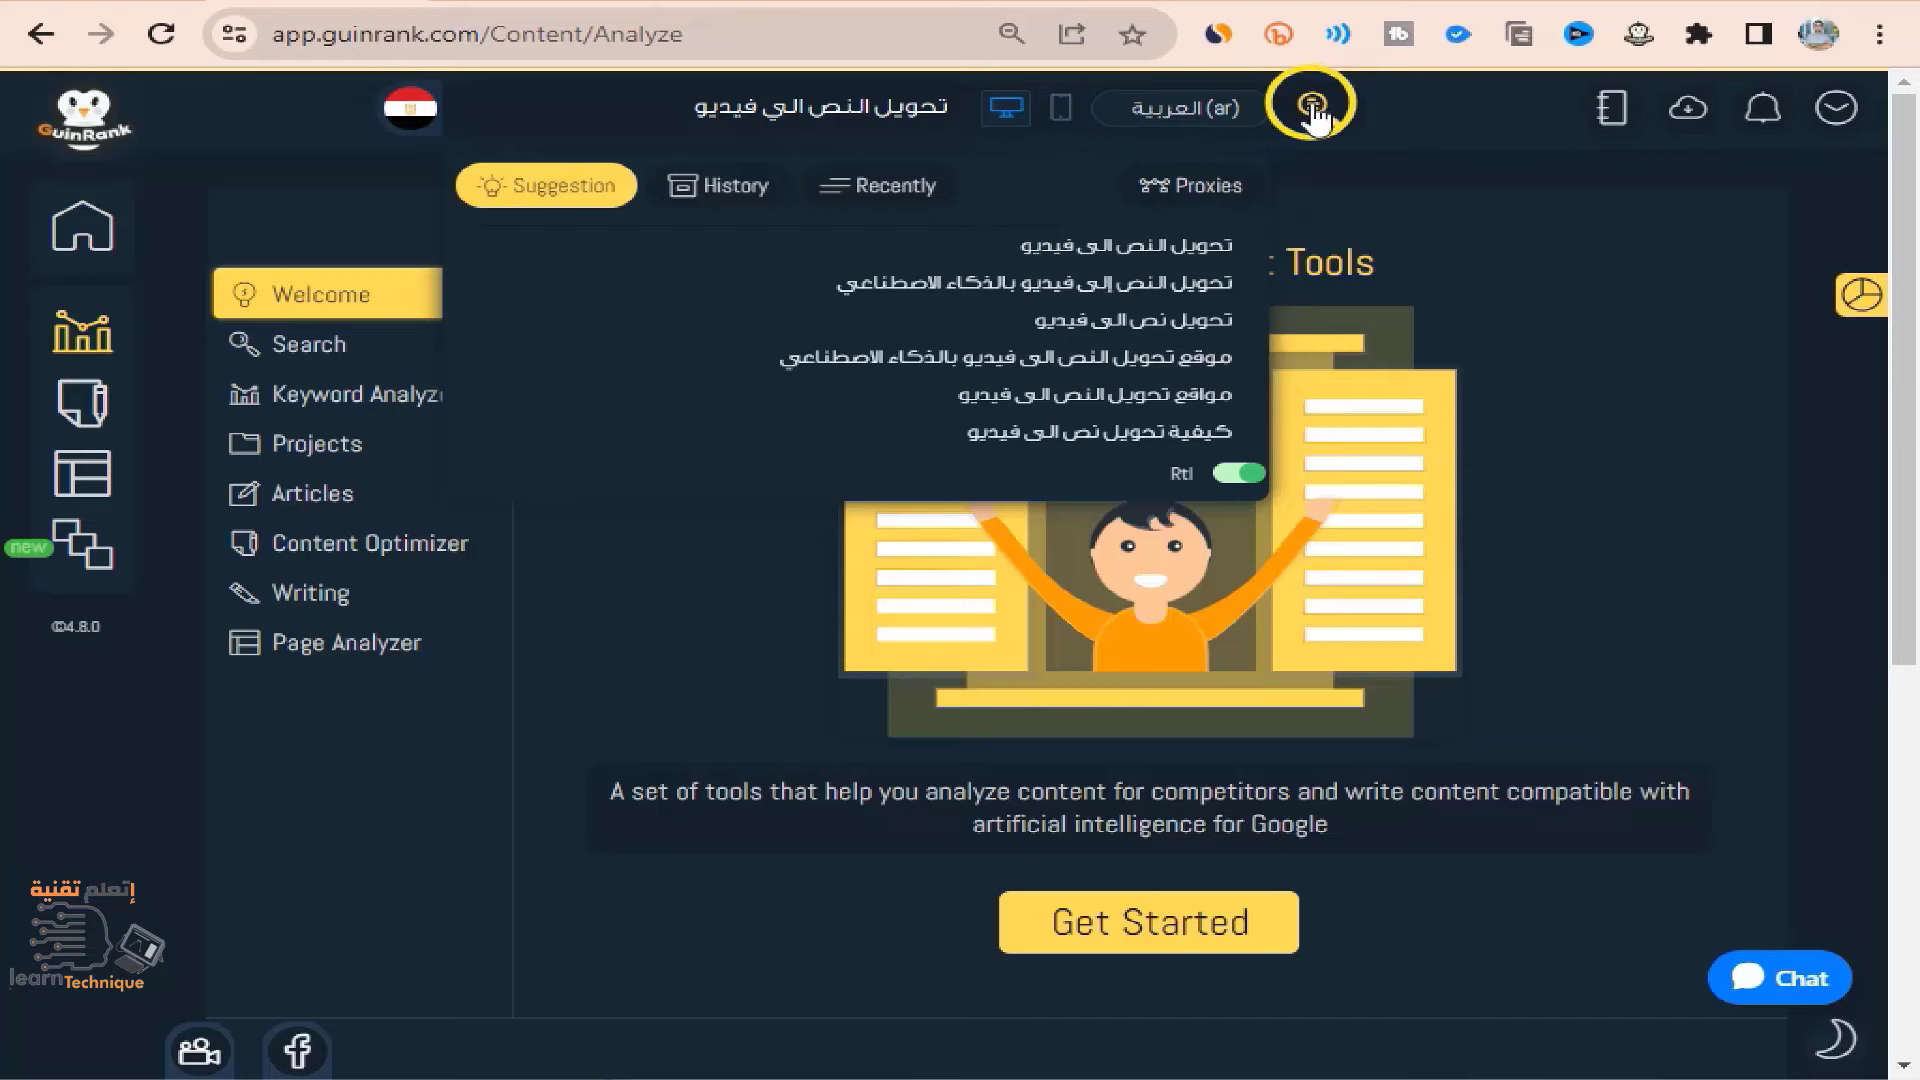 app.guinrank.com/Content/Analyze
GuinRank
تحويل النص الي فيديو
العربية (ar)
Suggestion
History
Recently
Proxies
تحويل النص الى فيديو
تحويل النص إلى فيديو بالذكاء الاصطناعي
تحويل نص الى فيديو
موقع تحويل النص الى فيديو بالذكاء الاصطناعي
مواقع تحويل النص الى فيديو
كيفية تحويل نص الى فيديو
Rtl
: Tools
Welcome
Search
Keyword Analyz
Projects
Articles
Content Optimizer
Writing
Page Analyzer
new
©4.8.0
A set of tools that help you analyze content for competitors and write content compatible with
artificial intelligence for Google
Get Started
إتعلم تقنية
learnTechnique
Chat